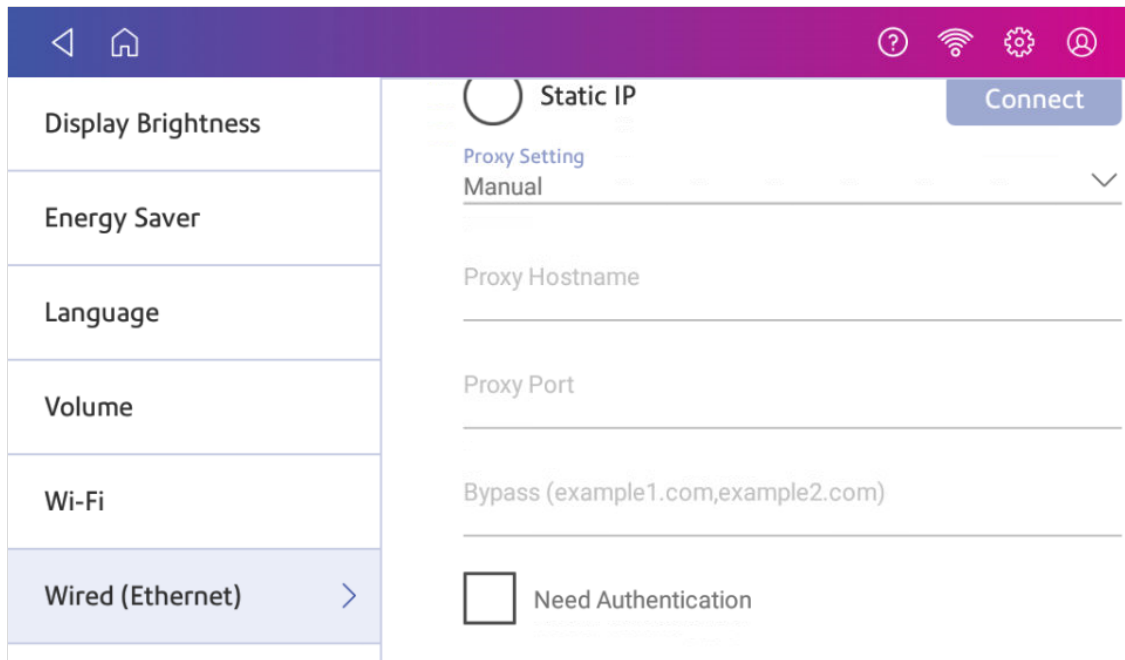 Display Brightness
Energy Saver
Language
Volume
Wi-Fi
Wired (Ethernet)
Static IP
Connect
Proxy Setting
Manual
Proxy Hostname
Proxy Port
Bypass (example1.com,example2.com)
Need Authentication